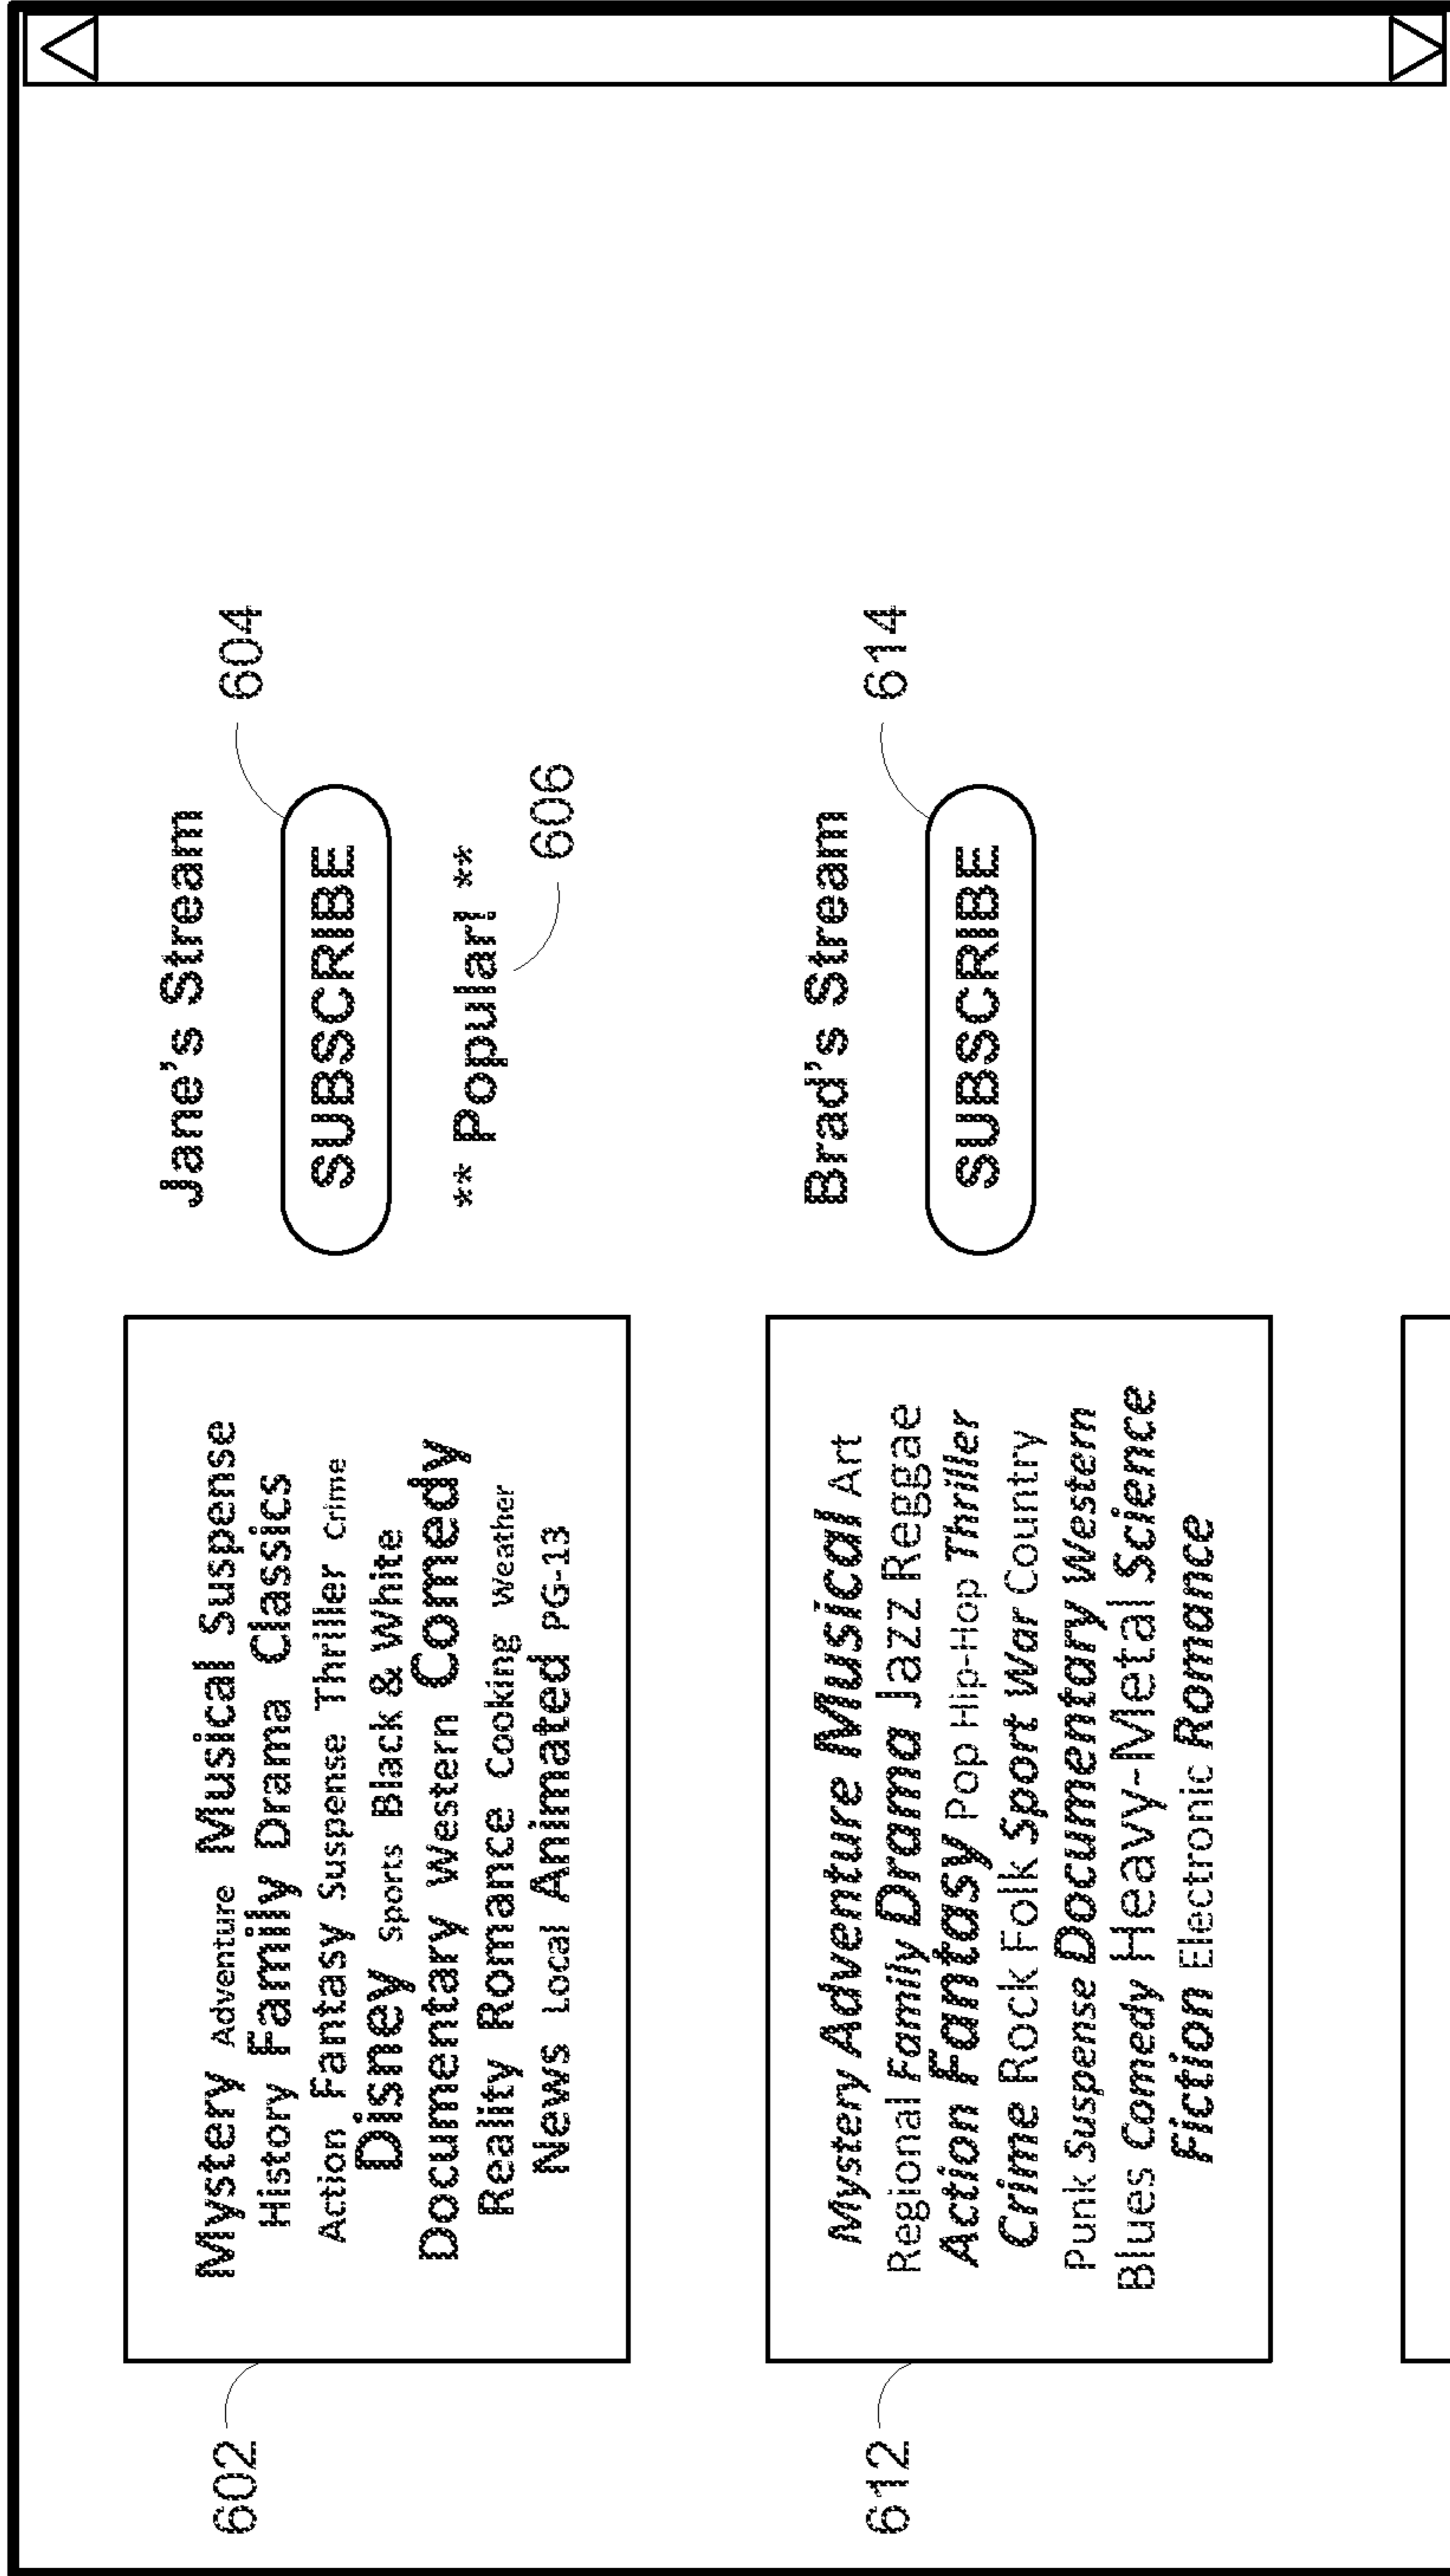 602
Mystery Adventure Musical Suspense
History Family Drama Classics
Action Fantasy Suspense Thriller Crime
Disney Sports Black & White
Documentary Western Comedy
Reality Romance Cooking Weather
News Local Animated PG-13
Jane's Stream
604
SUBSCRIBE
** Popular! **
606
612
Mystery Adventure Musical Art
Regional Family Drama Jazz Reggae
Action Fantasy Pop Hip-Hop Thriller
Crime Rock Folk Sport War Country
Punk Suspense Documentary Western
Blues Comedy Heavy-Metal Science
Fiction Electronic Romance
Brad's Stream
614
SUBSCRIBE